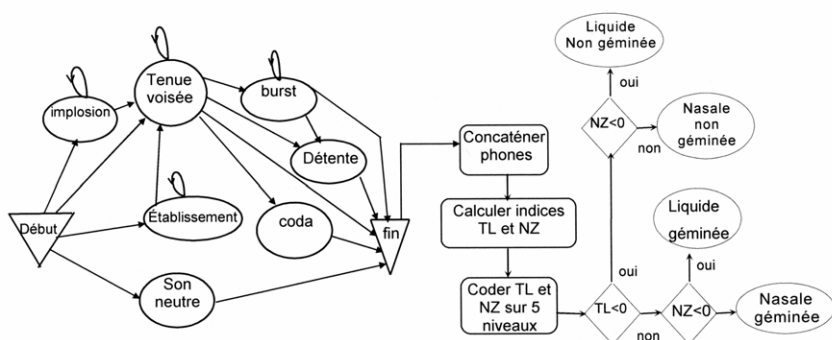 implosion
Tenue
voisée
burst
Détente
Début
Établissement
coda
fin
Son
neutre
Concaténer
phones
Calculer indices
TL et NZ
Coder TL et
NZ sur 5
niveaux
Liquide
Non géminée
oui
NZ<0
non
Nasale
non
géminée
oui
TL<0
non
Liquide
géminée
oui
NZ<0
Nasale
géminée